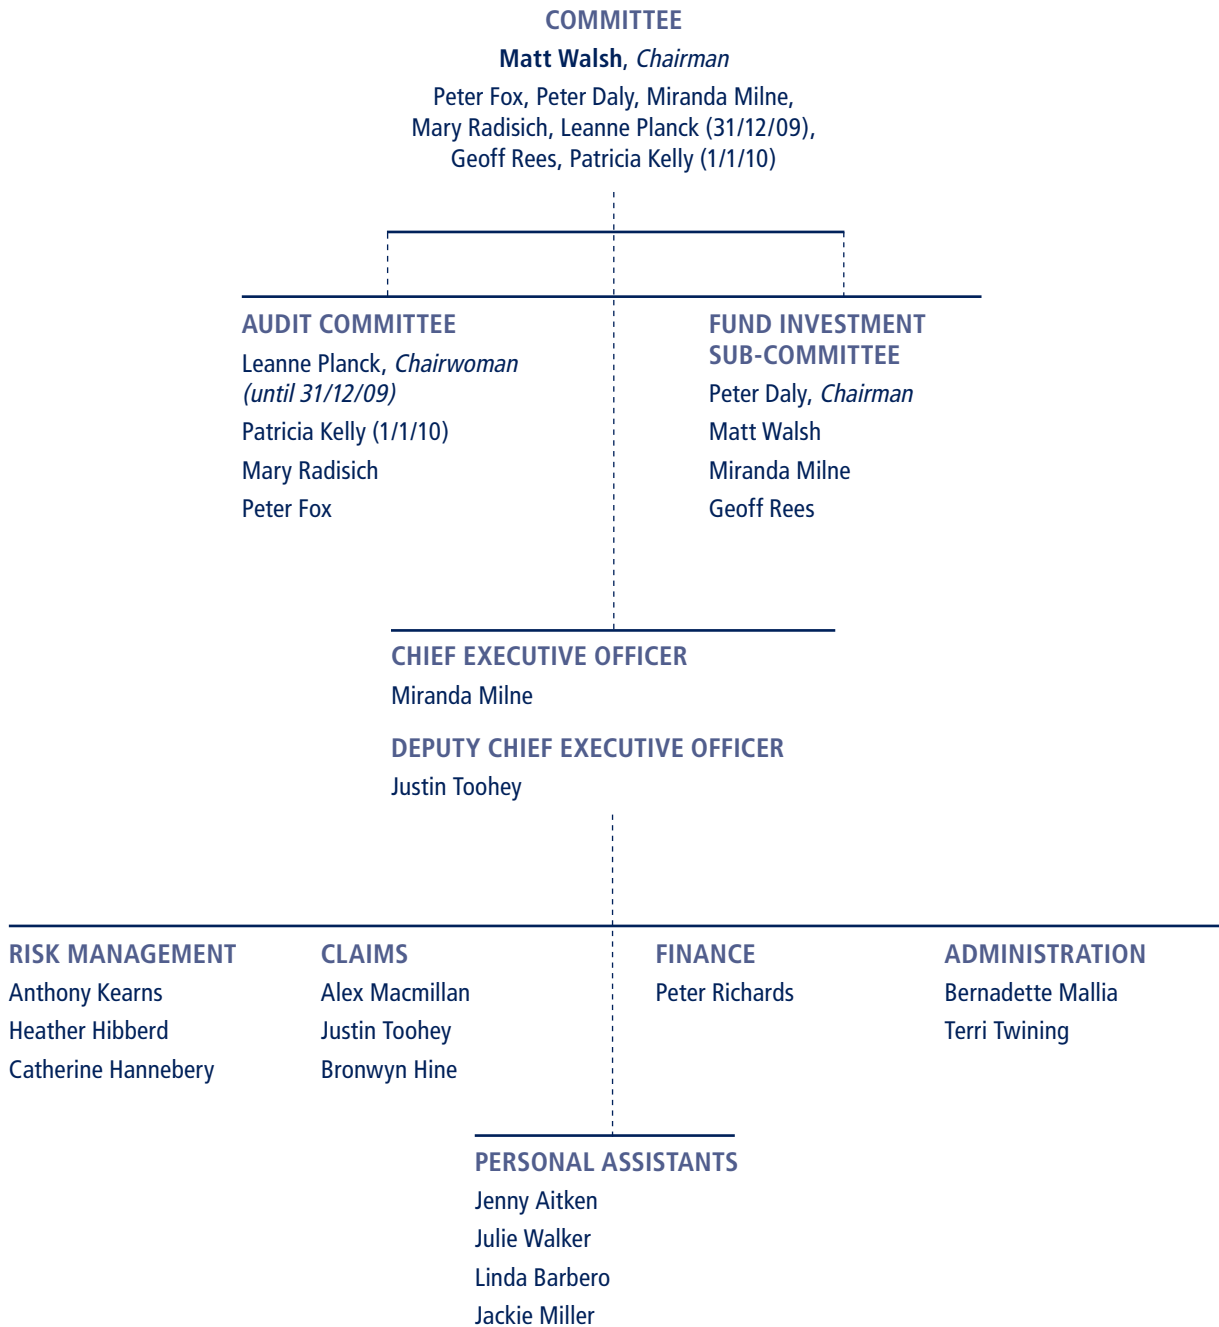 COMMITTEE
Matt Walsh, Chairman
Peter Fox, Peter Daly, Miranda Milne,
Mary Radisich, Leanne Planck (31/12/09),
Geoff Rees, Patricia Kelly (1/1/10)
AUDIT COMMITTEE
Leanne Planck, Chairwoman
(until 31/12/09)
Patricia Kelly (1/1/10)
Mary Radisich
Peter Fox
FUND INVESTMENT
SUB-COMMITTEE
Peter Daly, Chairman
Matt Walsh
Miranda Milne
Geoff Rees
CHIEF EXECUTIVE OFFICER
Miranda Milne
DEPUTY CHIEF EXECUTIVE OFFICER
Justin Toohey
RISK MANAGEMENT
Anthony Kearns
Heather Hibberd
Catherine Hannebery
CLAIMS
Alex Macmillan
Justin Toohey
Bronwyn Hine
FINANCE
Peter Richards
ADMINISTRATION
Bernadette Mallia
Terri Twining
PERSONAL ASSISTANTS
Jenny Aitken
Julie Walker
Linda Barbero
Jackie Miller